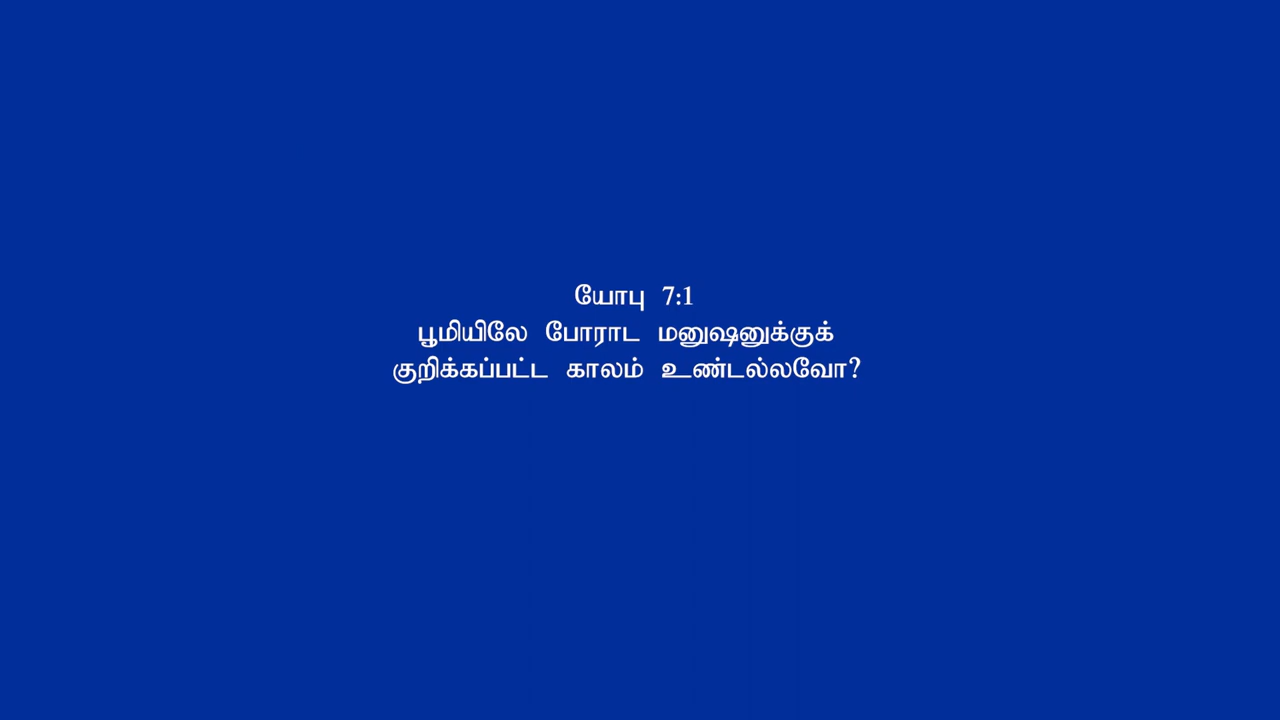 யோபு 7:1
பூமியிலே போராட மனுஷனுக்குக்
குறிக்கப்பட்ட காலம் உண்டல்லவோ?